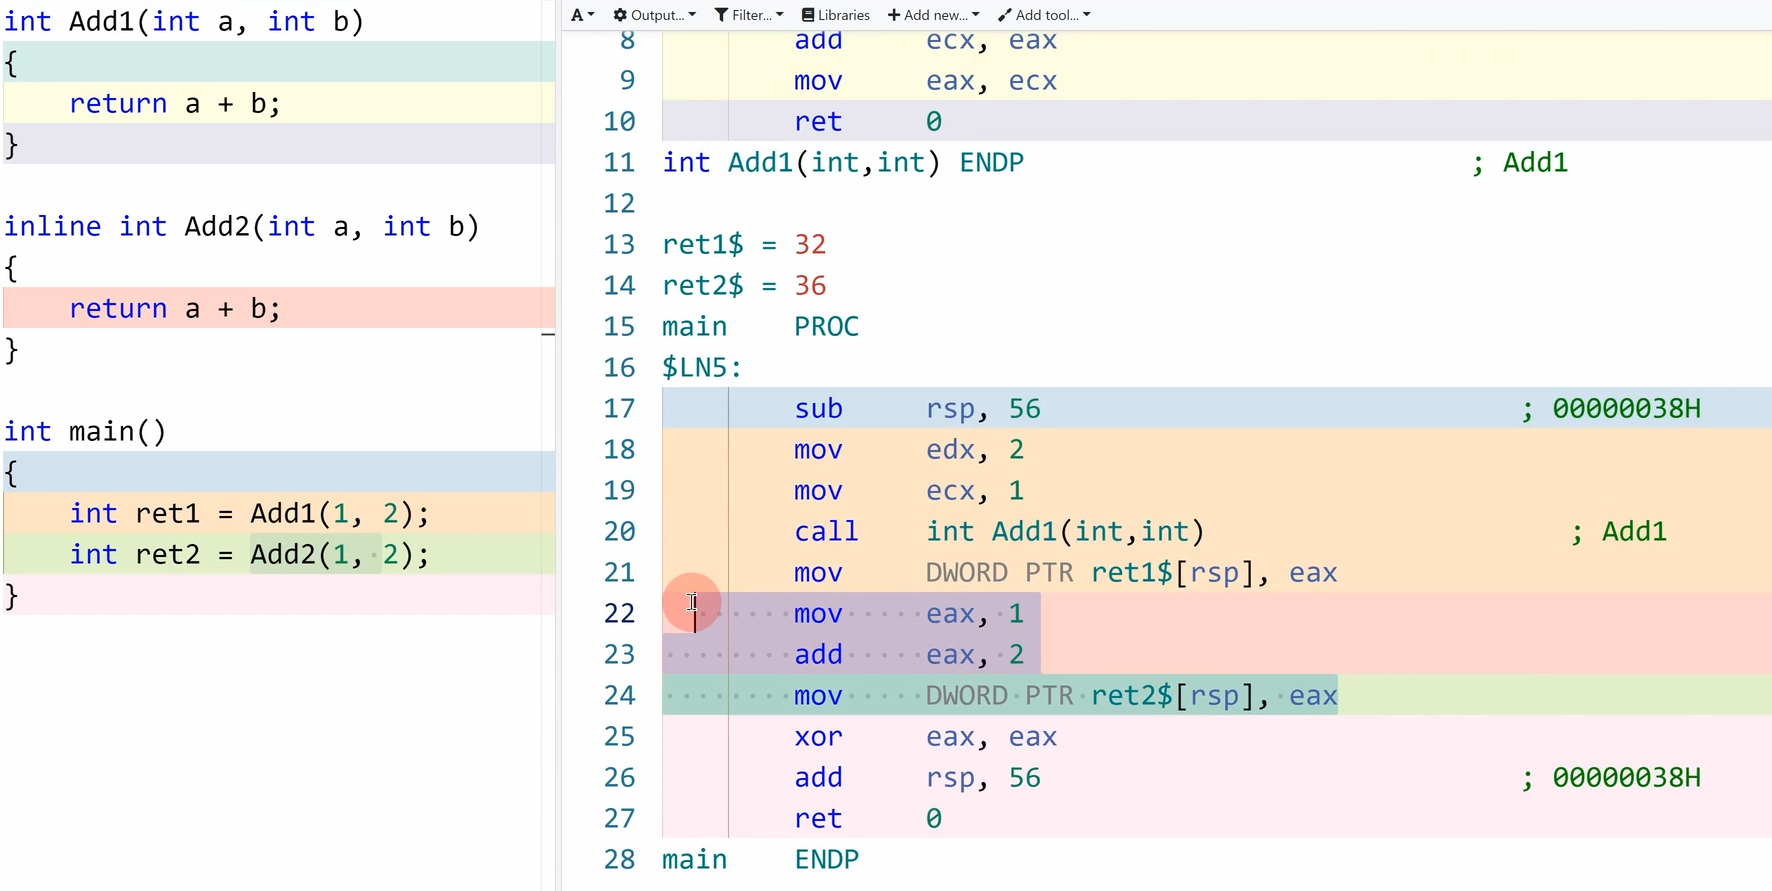 int Add1(int a, int b)
{
    return a + b;
}
inline int Add2(int a, int b)
{
    return a + b;
}
int main()
{
    int ret1 = Add1(1, 2);
    int ret2 = Add2(1, 2);
}
A Output... Filter... Libraries + Add new... Add tool...
8 add ecx, eax
9 mov eax, ecx
10 ret 0
11 int Add1(int,int) ENDP ; Add1
12
13 ret1$ = 32
14 ret2$ = 36
15 main PROC
16 $LN5:
17 sub rsp, 56 ; 00000038H
18 mov edx, 2
19 mov ecx, 1
20 call int Add1(int,int) ; Add1
21 mov DWORD PTR ret1$[rsp], eax
22 mov eax, 1
23 add eax, 2
24 mov DWORD PTR ret2$[rsp], eax
25 xor eax, eax
26 add rsp, 56 ; 00000038H
27 ret 0
28 main ENDP